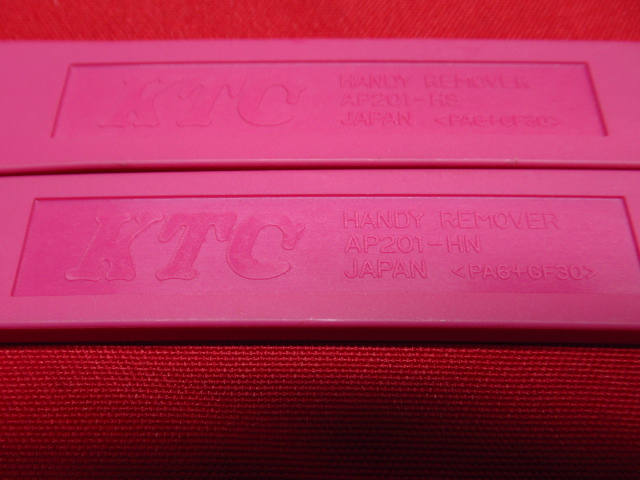 KTC
HANDY REMOVER
AP201-HS
JAPAN <PA6+GF30>
KTC
HANDY REMOVER
AP201-HN
JAPAN <PA6+GF30>